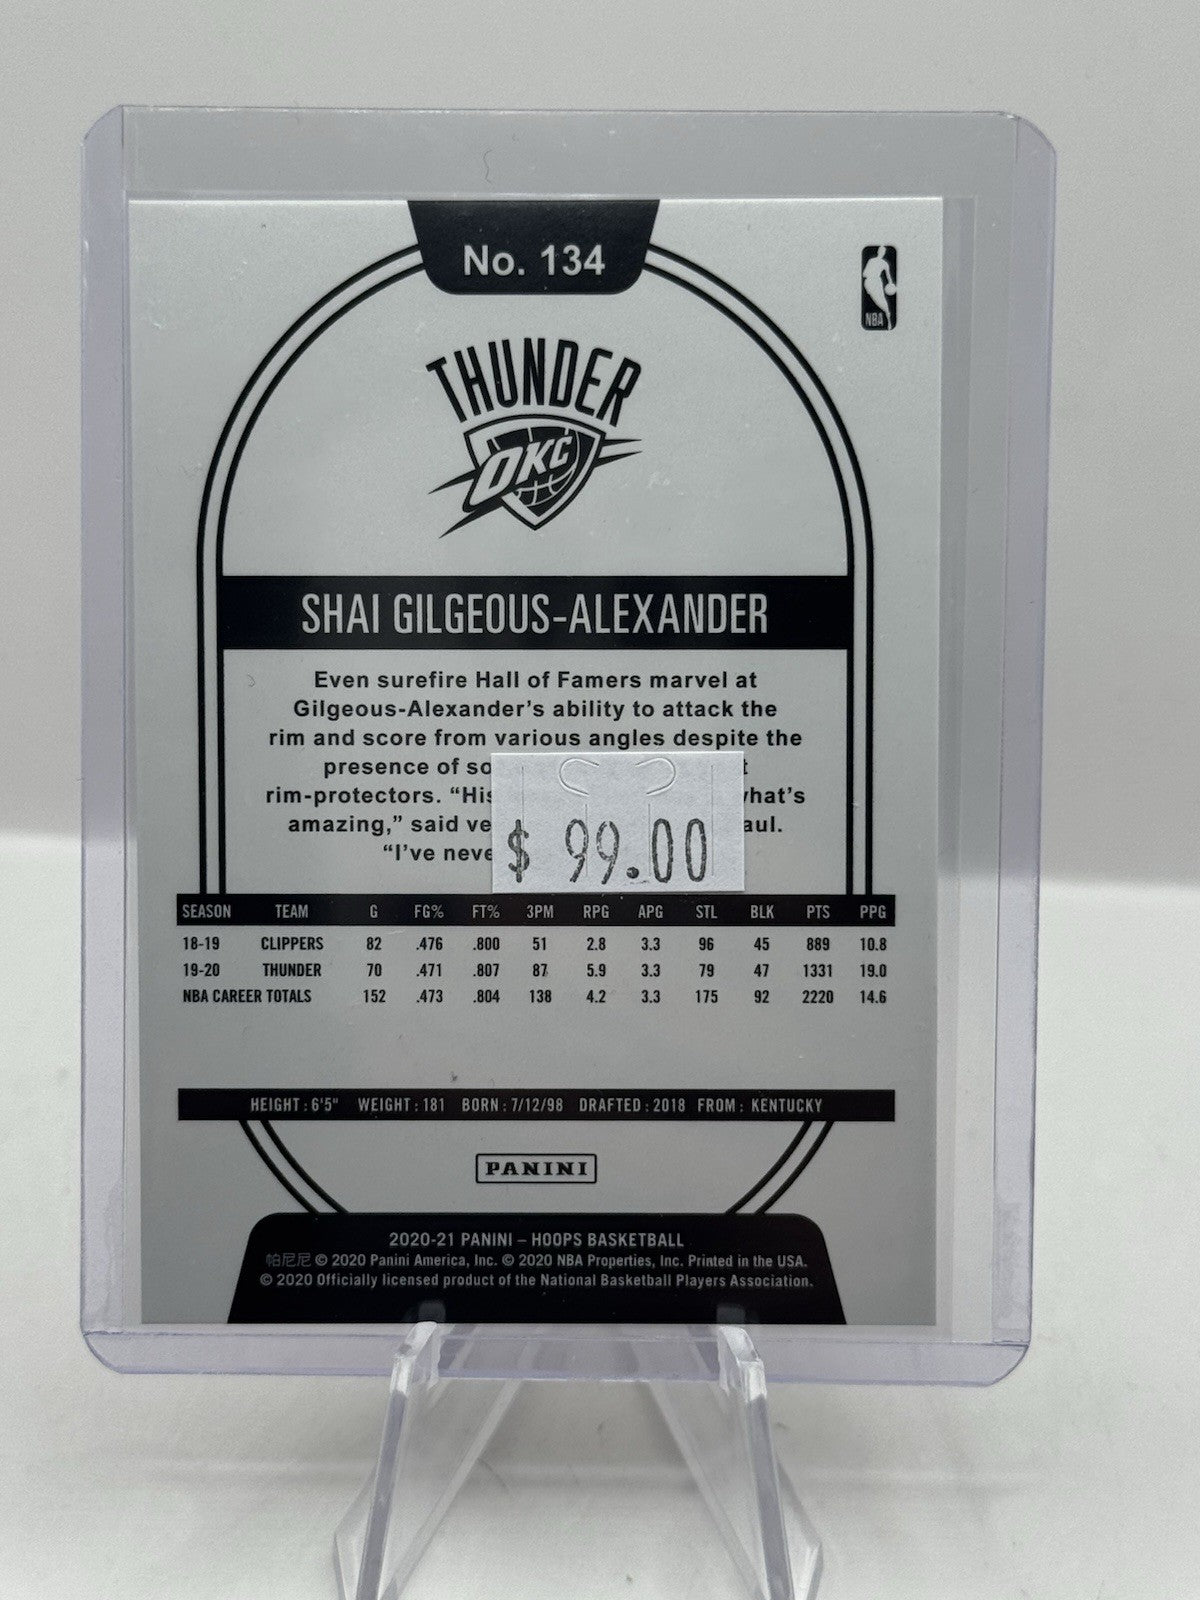 No. 134
NBA
THUNDER
OKC
SHAI GILGEOUS-ALEXANDER
Even surefire Hall of Famers marvel at
Gilgeous-Alexander's ability to attack the
rim and score from various angles despite the
presence of
rim-protectors. “His
amazing,” said
“I've
$ 99.00
SEASON TEAM G FG% FT% 3PM RPG APG STL BLK PTS PPG
18-19 CLIPPERS 82 .476 .800 51 2.8 3.3 96 45 889 10.8
19-20 THUNDER 70 .471 .807 87 5.9 3.3 79 47 1331 19.0
NBA CAREER TOTALS 152 .473 .804 138 4.2 3.3 175 92 2220 14.6
HEIGHT : 6'5" WEIGHT : 181 BORN : 7/12/98 DRAFTED : 2018 FROM : KENTUCKY
PANINI
2020-21 PANINI – HOOPS BASKETBALL
帕尼尼 © 2020 Panini America, Inc. © 2020 NBA Properties, Inc. Printed in the USA.
© 2020 Officially licensed product of the National Basketball Players Association.